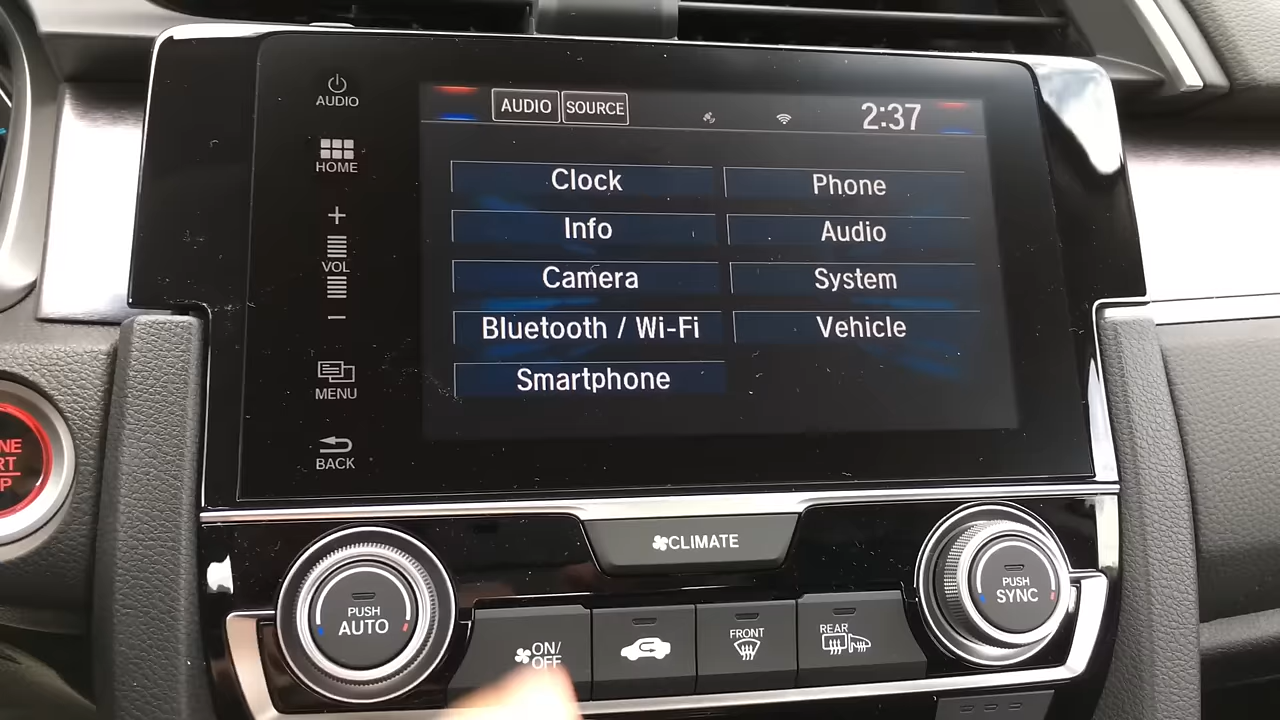 AUDIO
HOME
+
VOL
−
MENU
BACK
AUDIO SOURCE 2:37
Clock Phone
Info Audio
Camera System
Bluetooth / Wi-Fi Vehicle
Smartphone
CLIMATE
PUSH
AUTO
ON/
OFF
FRONT
REAR
PUSH
SYNC